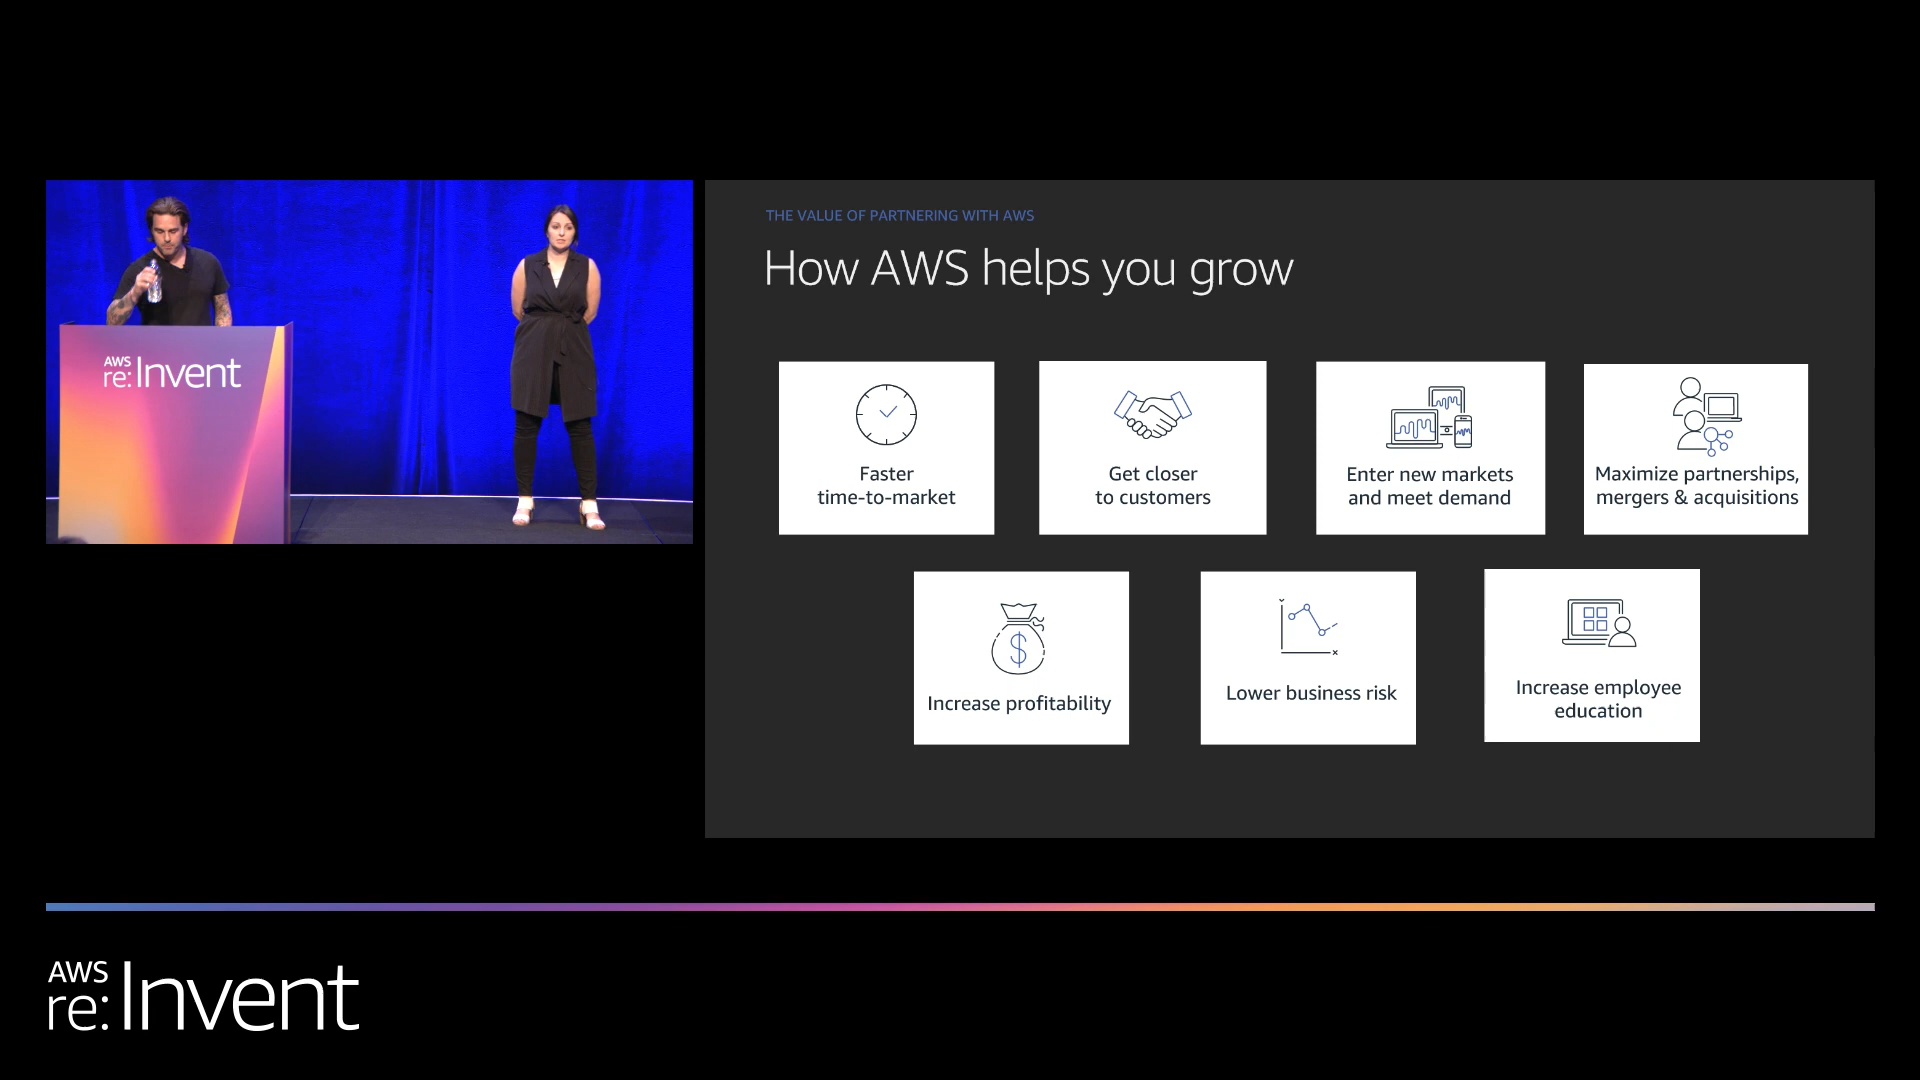 AWS
re:Invent
THE VALUE OF PARTNERING WITH AWS
How AWS helps you grow
Faster
time-to-market
Get closer
to customers
Enter new markets
and meet demand
Maximize partnerships,
mergers & acquisitions
$
Increase profitability
Lower business risk
Increase employee
education
AWS
re:Invent